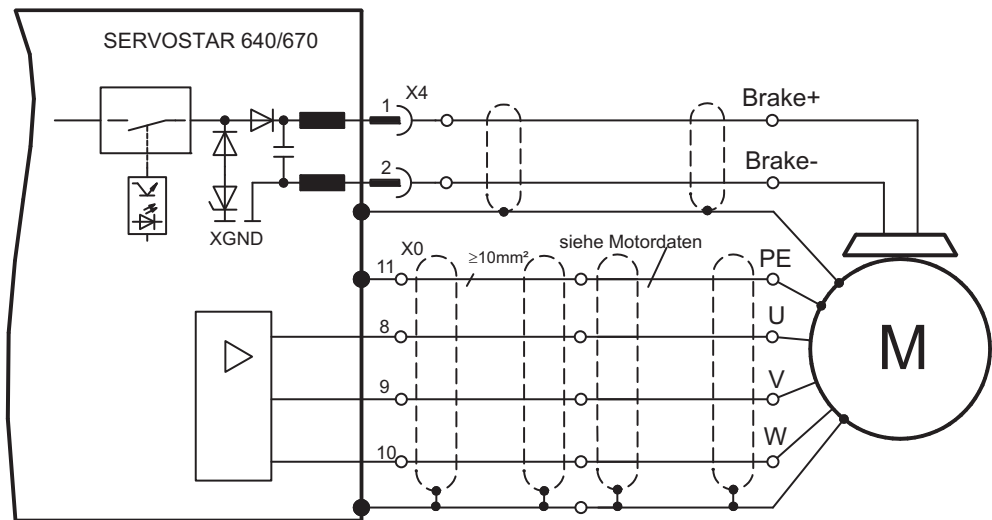 SERVOSTAR 640/670
1 X4
Brake+
2
Brake-
XGND
11 X0
≥10mm²
siehe Motordaten
PE
8
U
9
V
10
W
M